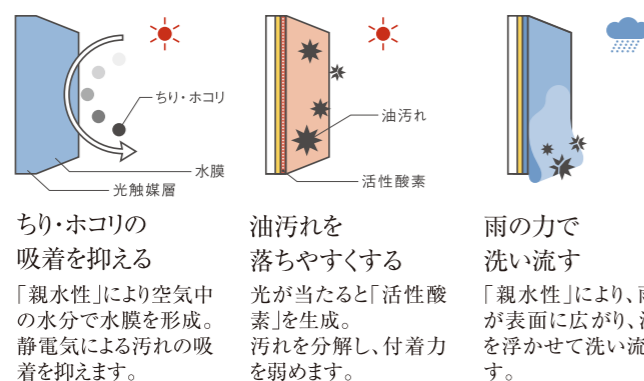 ちり・ホコリ
水膜
光触媒層
ちり・ホコリの
吸着を抑える
「親水性」により空気中
の水分で水膜を形成。
静電気による汚れの吸
着を抑えます。
油汚れ
活性酸素
油汚れを
落ちやすくする
光が当たると「活性酸
素」を生成。
汚れを分解し、付着力
を弱めます。
雨の力で
洗い流す
「親水性」により、雨
が表面に広がり、汚
を浮かせて洗い流
す。